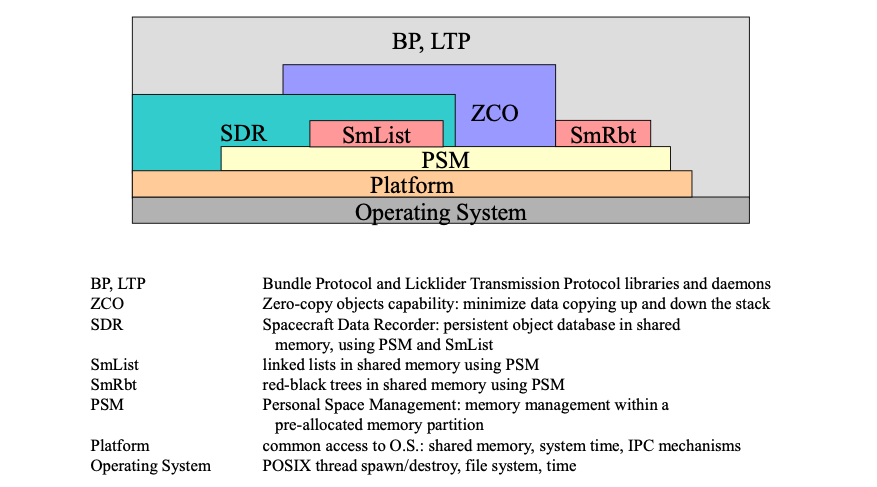 BP, LTP
ZCO
SDR
SmList
SmRbt
PSM
Platform
Operating System
BP, LTP Bundle Protocol and Licklider Transmission Protocol libraries and daemons
ZCO Zero-copy objects capability: minimize data copying up and down the stack
SDR Spacecraft Data Recorder: persistent object database in shared
memory, using PSM and SmList
SmList linked lists in shared memory using PSM
SmRbt red-black trees in shared memory using PSM
PSM Personal Space Management: memory management within a
pre-allocated memory partition
Platform common access to O.S.: shared memory, system time, IPC mechanisms
Operating System POSIX thread spawn/destroy, file system, time